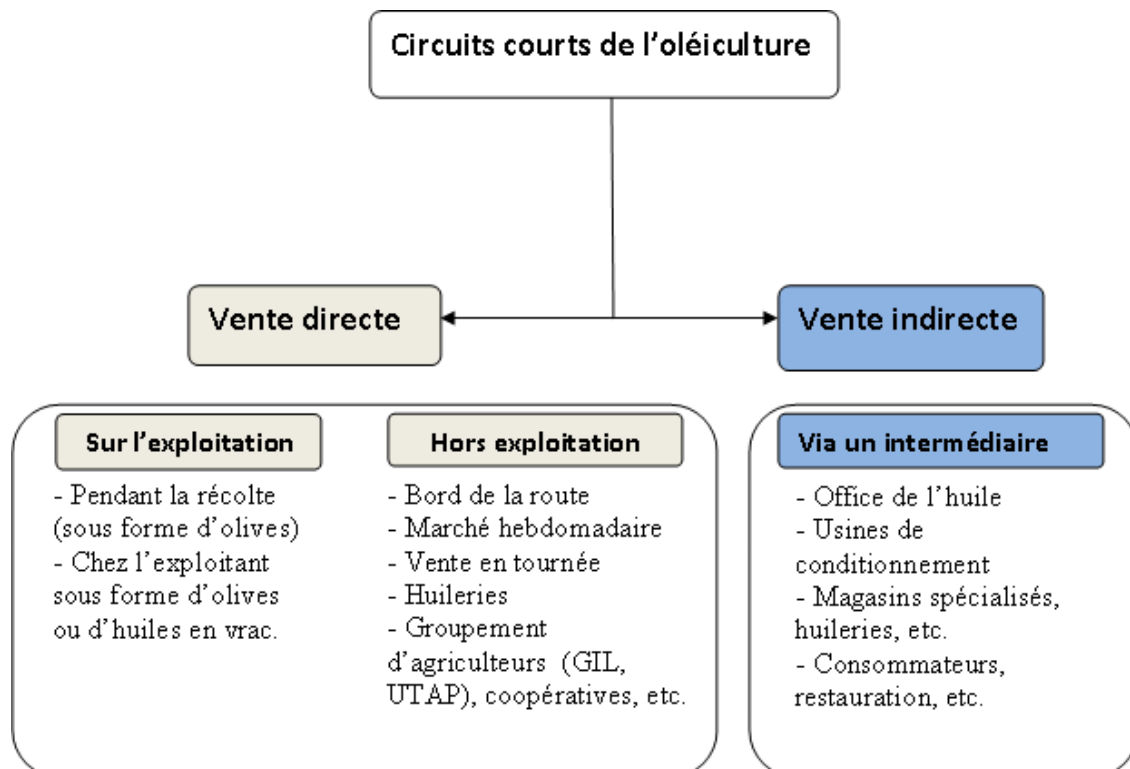 Circuits courts de l'oléiculture
Vente directe
Vente indirecte
Sur l'exploitation
- Pendant la récolte
(sous forme d'olives)
- Chez l'exploitant
sous forme d'olives
ou d'huiles en vrac.
Hors exploitation
- Bord de la route
- Marché hebdomadaire
- Vente en tournée
- Huileries
- Groupement
d'agriculteurs (GIL,
UTAP), coopératives, etc.
Via un intermédiaire
- Office de l'huile
- Usines de
conditionnement
- Magasins spécialisés,
huileries, etc.
- Consommateurs,
restauration, etc.